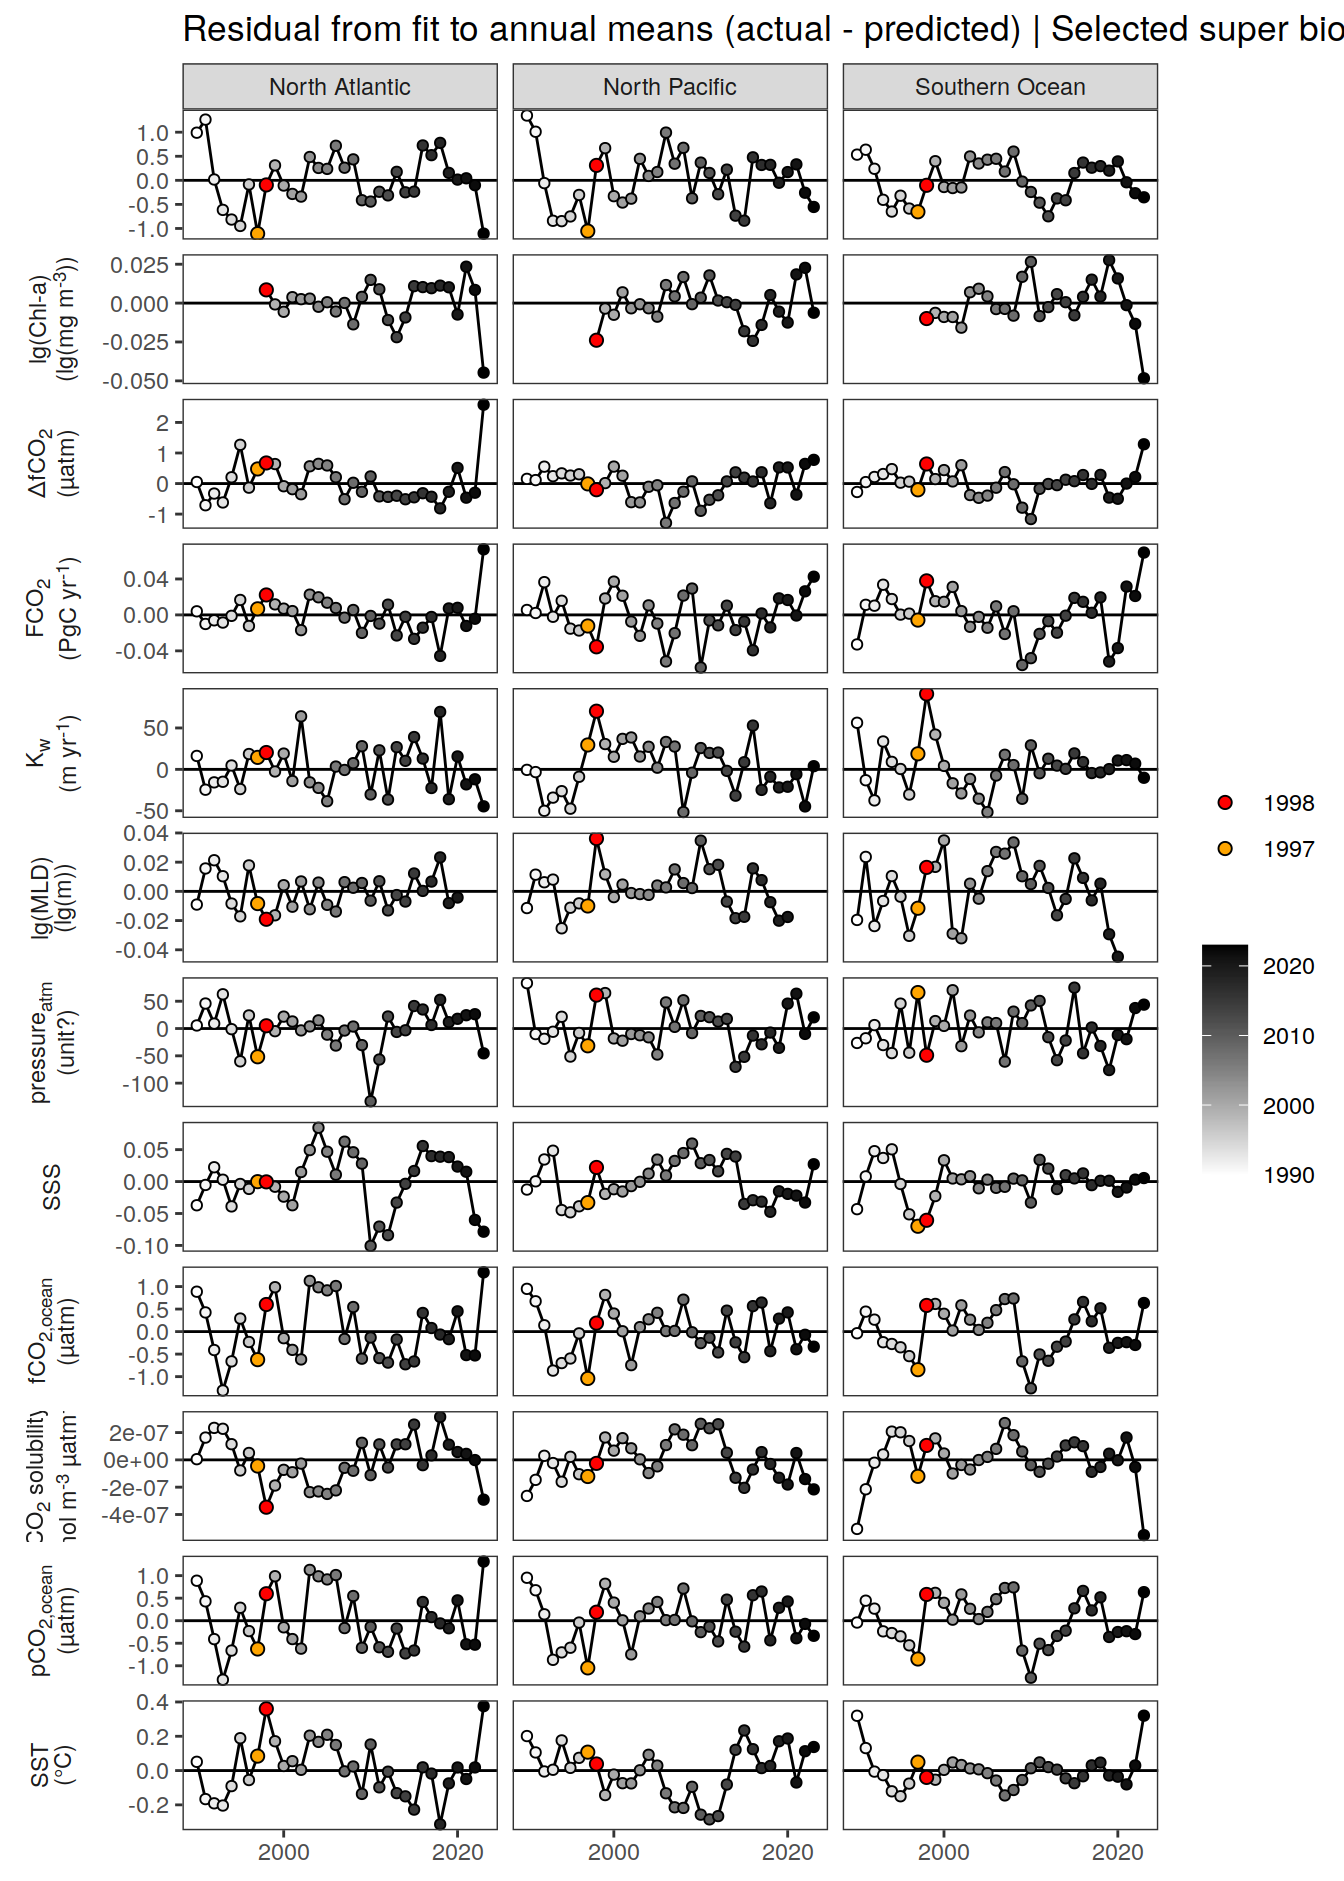 Residual from fit to annual means (actual - predicted) | Selected super bio
North Atlantic
North Pacific
Southern Ocean
1.0
0.5
0.0
-0.5
-1.0
lg(Chl-a)
(lg(mg m⁻³))
0.025
0.000
-0.025
-0.050
ΔfCO₂
(µatm)
2
1
0
-1
FCO₂
(PgC yr⁻¹)
0.04
0.00
-0.04
K_w
(m yr⁻¹)
50
0
-50
lg(MLD)
(lg(m))
0.04
0.02
0.00
-0.02
-0.04
pressure_atm
(unit?)
50
0
-50
-100
SSS
0.05
0.00
-0.05
-0.10
fCO₂,ocean
(µatm)
1.0
0.5
0.0
-0.5
-1.0
CO₂ solubility
nol m⁻³ µatm⁻
2e-07
0e+00
-2e-07
-4e-07
pCO₂,ocean
(µatm)
1.0
0.5
0.0
-0.5
-1.0
SST
(°C)
0.4
0.2
0.0
-0.2
2000
2020
2000
2020
2000
2020
1998
1997
2020
2010
2000
1990